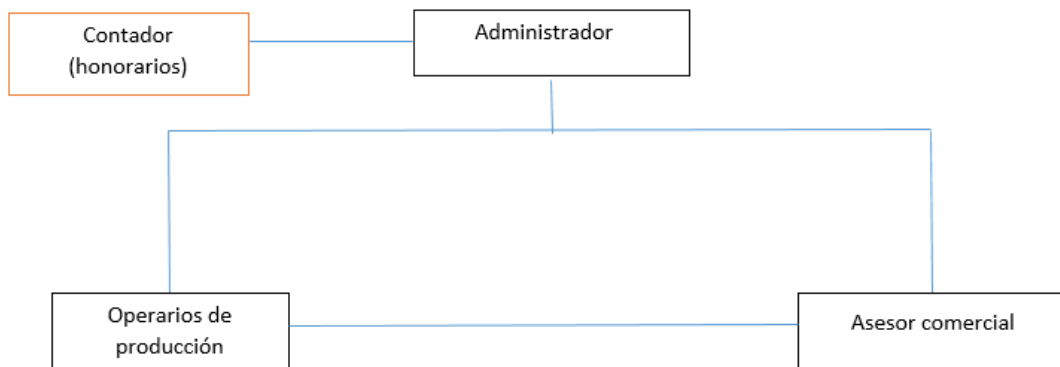 Contador
(honorarios)
Administrador
Operarios de
producción
Asesor comercial